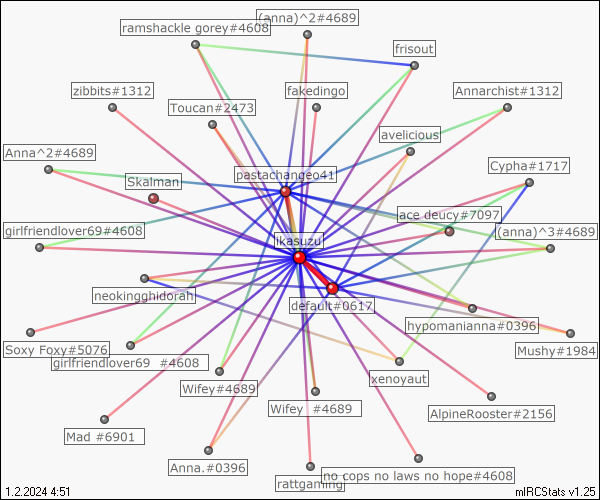 (anna)^2#4689
ramshackle gorey#4608
frisout
zibbits#1312
fakedingo
Annarchist#1312
Toucan#2473
avelicious
Anna^2#4689
Cypha#1717
pastachangeo41
Skalman
ace deucy#7097
girlfriendlover69#4608
(anna)^3#4689
ikasuzu
neokingghidorah
default#0617
hypomanianna#0396
Soxy Foxy#5076
girlfriendlover69 #4608
Mushy#1984
xenoyaut
Wifey#4689
Wifey #4689
AlpineRooster#2156
Mad #6901
Anna.#0396
rattgaming
no cops no laws no hope#4608
1.2.2024 4:51
mIRCStats v1.25